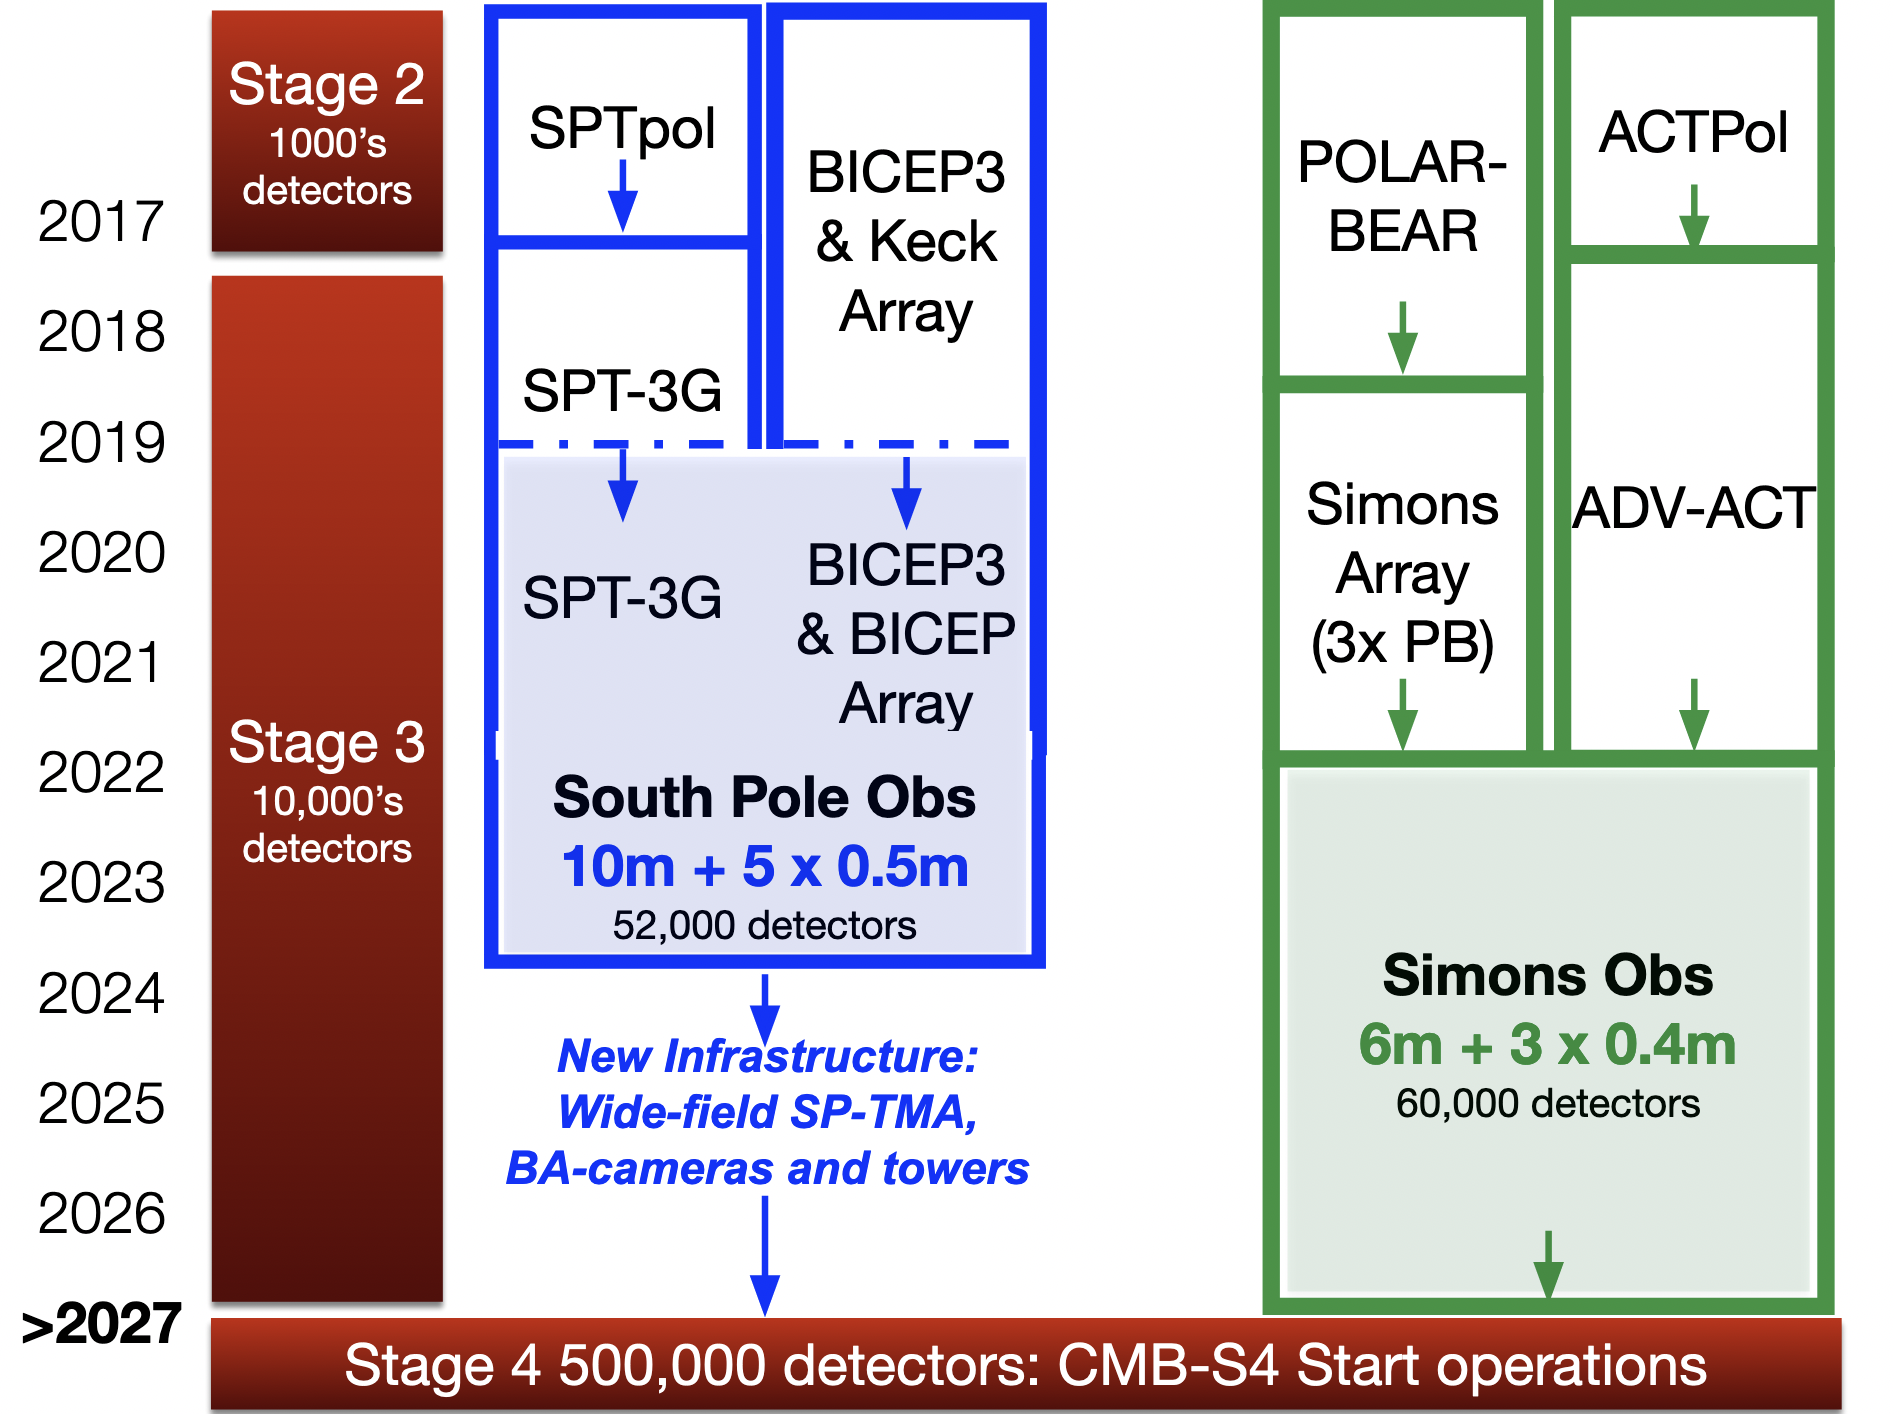 Stage 2
1000’s
detectors
2017
2018
2019
2020
2021
2022
2023
2024
2025
2026
>2027
Stage 3
10,000’s
detectors
SPTpol
SPT-3G
SPT-3G
BICEP3
& Keck
Array
BICEP3
& BICEP
Array
South Pole Obs
10m + 5 x 0.5m
52,000 detectors
New Infrastructure:
Wide-field SP-TMA,
BA-cameras and towers
POLAR-
BEAR
Simons
Array
(3x PB)
ACTPol
ADV-ACT
Simons Obs
6m + 3 x 0.4m
60,000 detectors
Stage 4 500,000 detectors: CMB-S4 Start operations